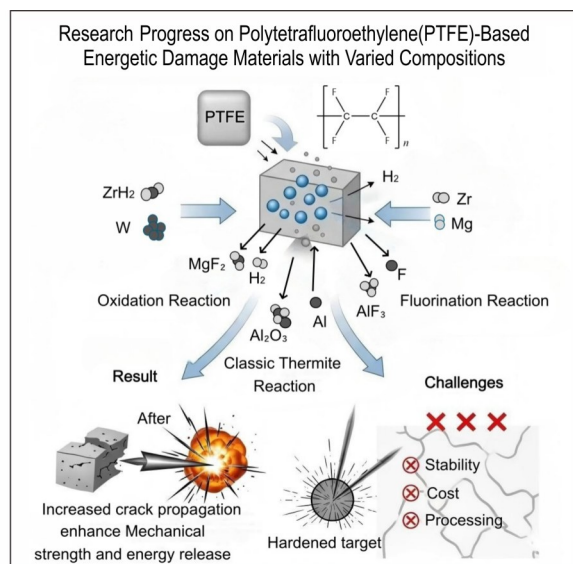 Research Progress on Polytetrafluoroethylene(PTFE)-Based
Energetic Damage Materials with Varied Compositions
PTFE
F F
C C
F F
n
ZrH₂
W
H₂
Zr
Mg
MgF₂
H₂
F
AlF₃
Al
Al₂O₃
Oxidation Reaction
Fluorination Reaction
Classic Thermite
Reaction
Result
After
Challenges
Stability
Cost
Processing
Increased crack propagation
enhance Mechanical
strength and energy release
Hardened target